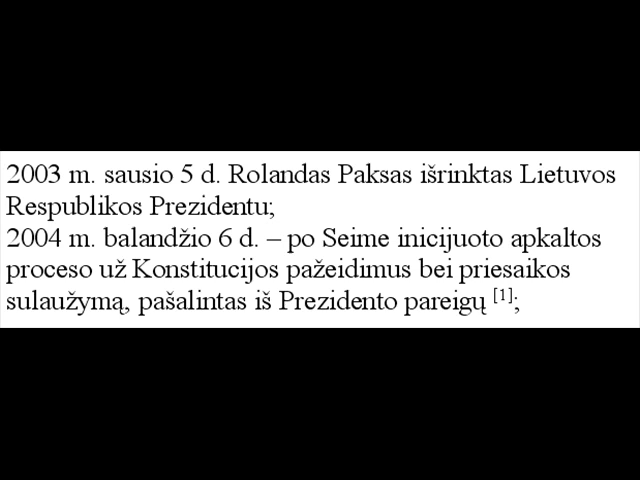 2003 m. sausio 5 d. Rolandas Paksas išrinktas Lietuvos
Respublikos Prezidentu;
2004 m. balandžio 6 d. – po Seime inicijuoto apkaltos
proceso už Konstitucijos pažeidimus bei priesaikos
sulaužymą, pašalintas iš Prezidento pareigų [1];